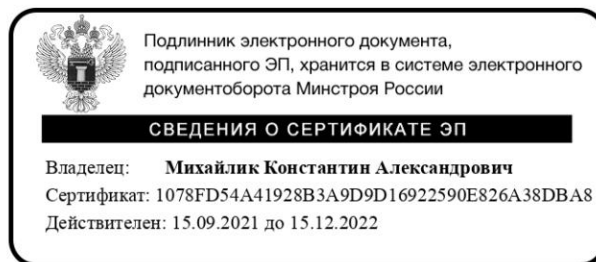 Подлинник электронного документа,
подписанного ЭП, хранится в системе электронного
документоборота Минстроя России
СВЕДЕНИЯ О СЕРТИФИКАТЕ ЭП
Владелец: Михайлик Константин Александрович
Сертификат: 1078FD54A41928B3A9D9D16922590E826A38DBA8
Действителен: 15.09.2021 до 15.12.2022